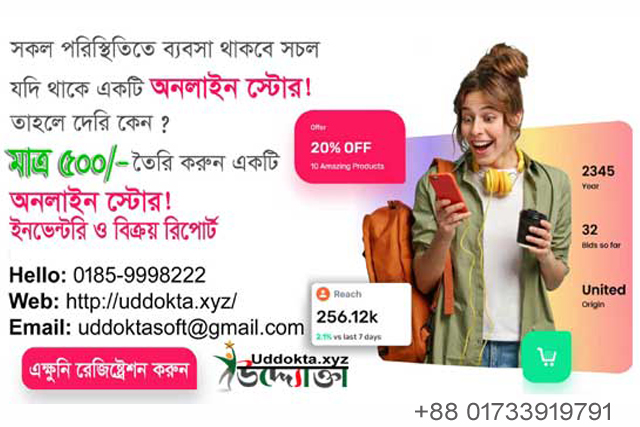 সকল পরিস্থিতিতে ব্যবসা থাকবে সচল
যদি থাকে একটি অনলাইন স্টোর!
তাহলে দেরি কেন ?
মাত্র ৫০০/- তৈরি করুন একটি
অনলাইন স্টোর!
ইনভেন্টরি ও বিক্রয় রিপোর্ট
Hello: 0185-9998222
Web: http://uddokta.xyz/
Email: uddoktasoft@gmail.com
এক্ষুনি রেজিষ্ট্রেশন করুন
Uddokta.xyz
উদ্দ্যোক্তা
Offer
20% OFF
10 Amazing Products
2345
Year
32
Bids so far
United
Origin
Reach
256.12k
2.1% vs last 7 days
+88 01733919791